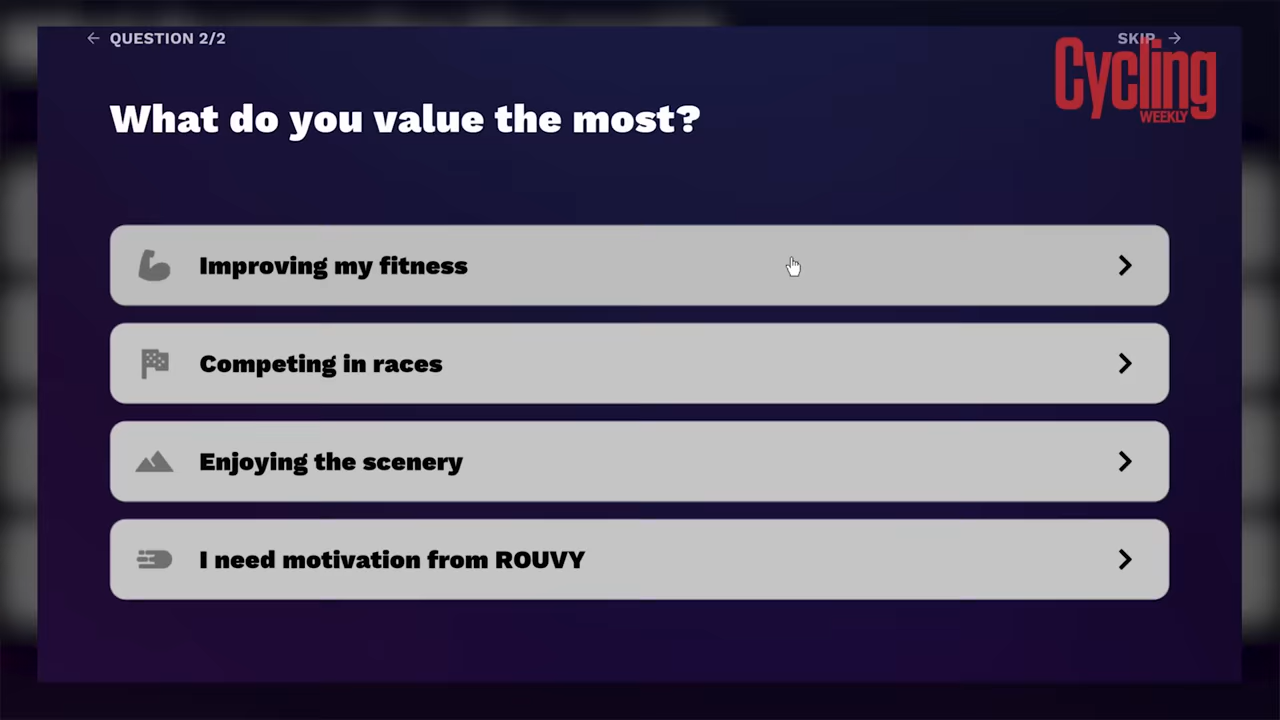 QUESTION 2/2
SKIP
Cycling
WEEKLY
What do you value the most?
Improving my fitness
Competing in races
Enjoying the scenery
I need motivation from ROUVY